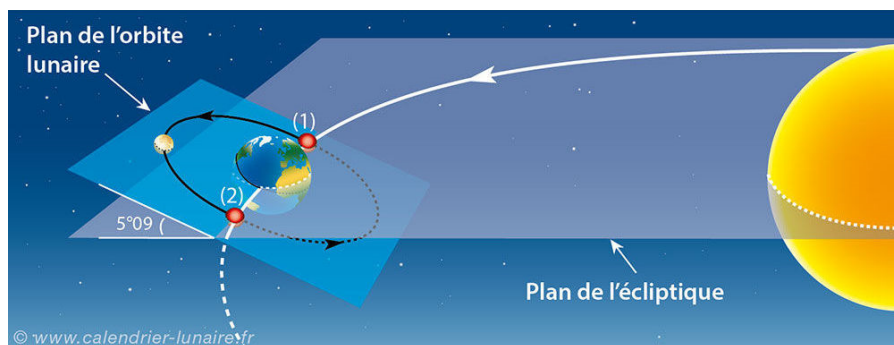 Plan de l'orbite
lunaire
(1)
(2)
5°09 (
Plan de l'écliptique
© www.calendrier-lunaire.fr